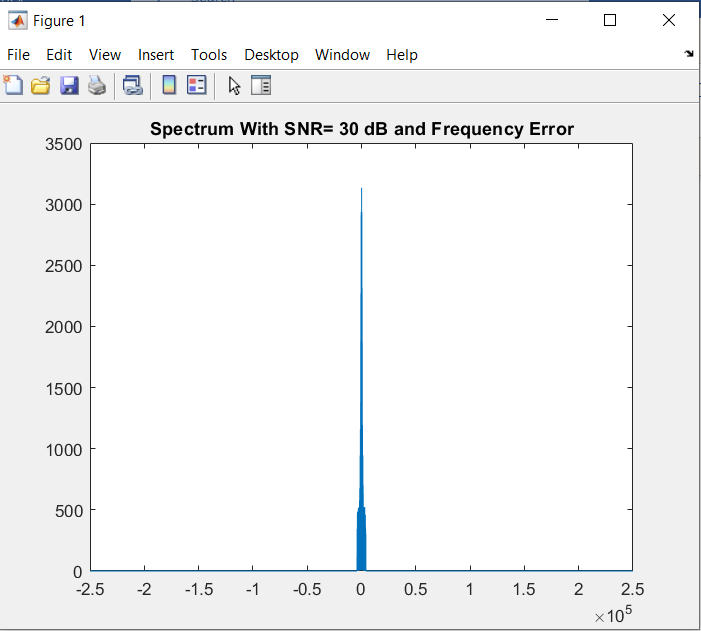 Figure 1
File Edit View Insert Tools Desktop Window Help
Spectrum With SNR= 30 dB and Frequency Error
3500
3000
2500
2000
1500
1000
500
0
-2.5 -2 -1.5 -1 -0.5 0 0.5 1 1.5 2 2.5
×10⁵